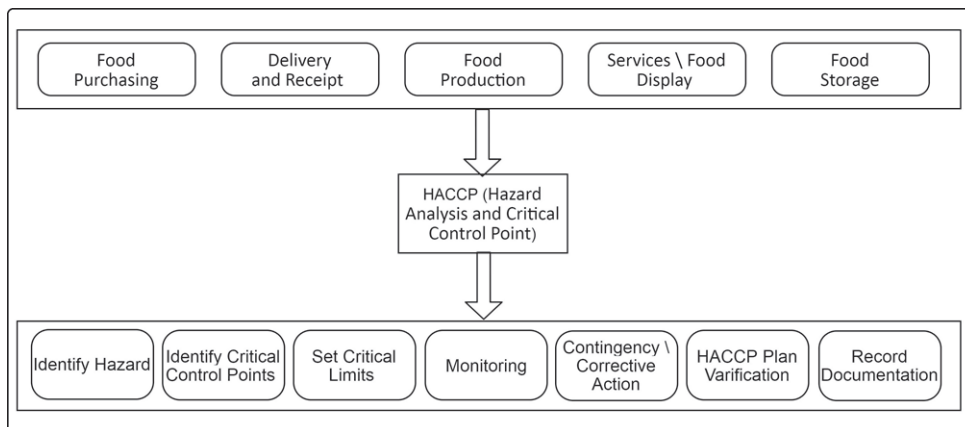 Food
Purchasing
Delivery
and Receipt
Food
Production
Services \ Food
Display
Food
Storage
HACCP (Hazard
Analysis and Critical
Control Point)
Identify Hazard
Identify Critical
Control Points
Set Critical
Limits
Monitoring
Contingency \
Corrective
Action
HACCP Plan
Varification
Record
Documentation